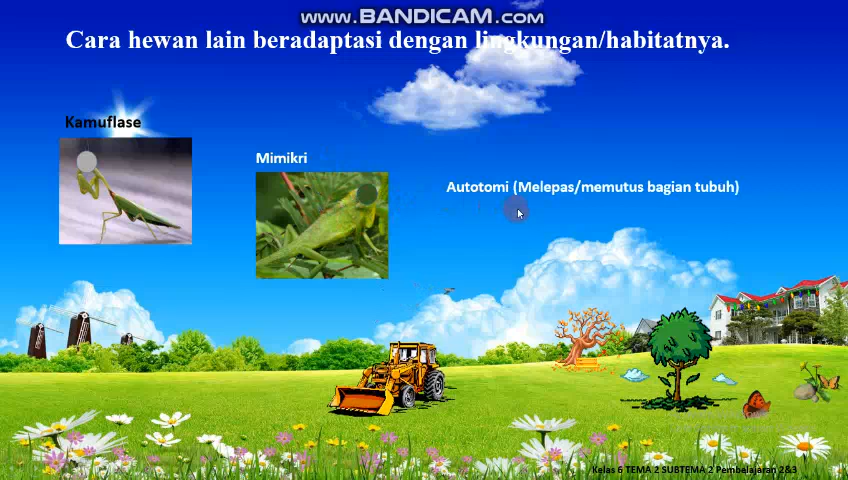 www.BANDICAM.com
Cara hewan lain beradaptasi dengan lingkungan/habitatnya.
Kamuflase
Mimikri
Autotomi (Melepas/memutus bagian tubuh)
Kelas 6 TEMA 2 SUBTEMA 2 Pembelajaran 2&3